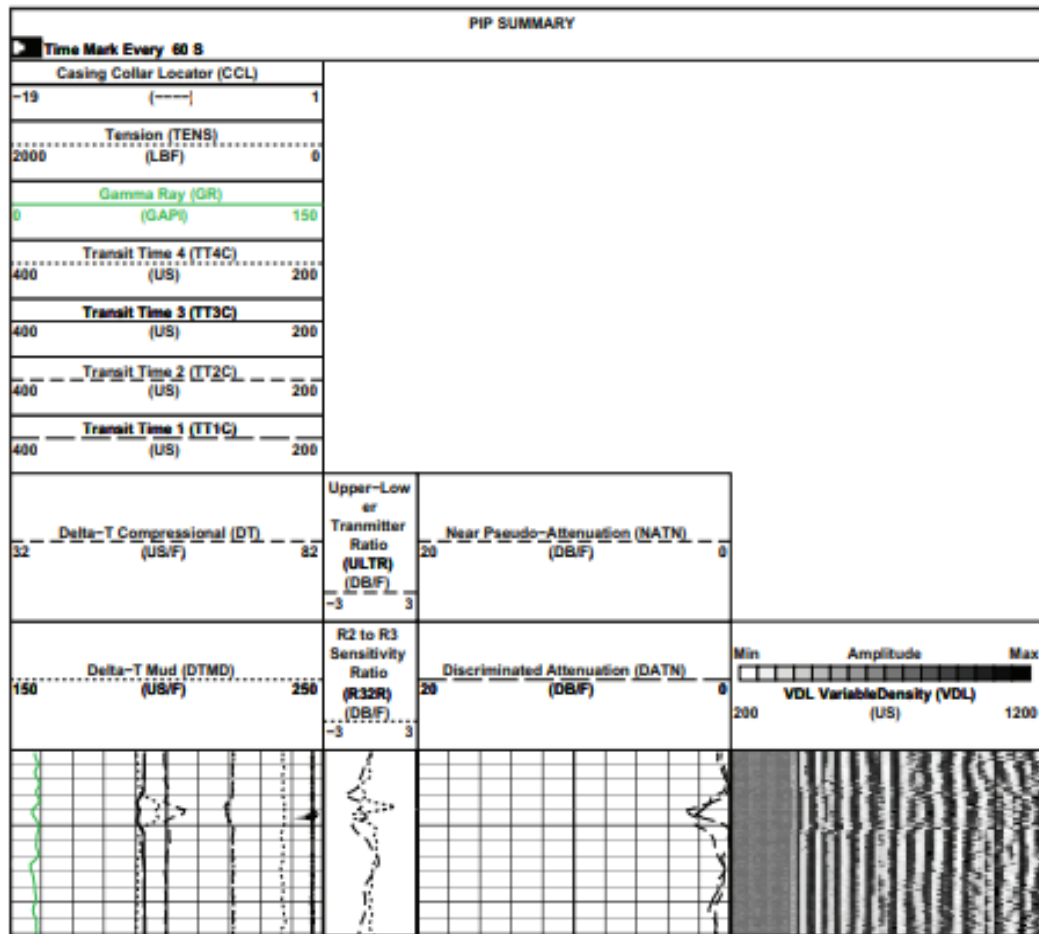 PIP SUMMARY
Time Mark Every 60 S
Casing Collar Locator (CCL)
−19 (−−−−) 1
Tension (TENS)
2000 (LBF) 0
Gamma Ray (GR)
0 (GAPI) 150
Transit Time 4 (TT4C)
400 (US) 200
Transit Time 3 (TT3C)
400 (US) 200
Transit Time 2 (TT2C)
400 (US) 200
Transit Time 1 (TT1C)
400 (US) 200
Delta−T Compressional (DT)
32 (US/F) 82
Upper−Low
er
Tranmitter
Ratio
(ULTR)
(DB/F)
−3 3
Near Pseudo−Attenuation (NATN)
20 (DB/F) 0
Delta−T Mud (DTMD)
150 (US/F) 250
R2 to R3
Sensitivity
Ratio
(R32R)
(DB/F)
−3 3
Discriminated Attenuation (DATN)
20 (DB/F) 0
Min Amplitude Max
VDL VariableDensity (VDL)
200 (US) 1200